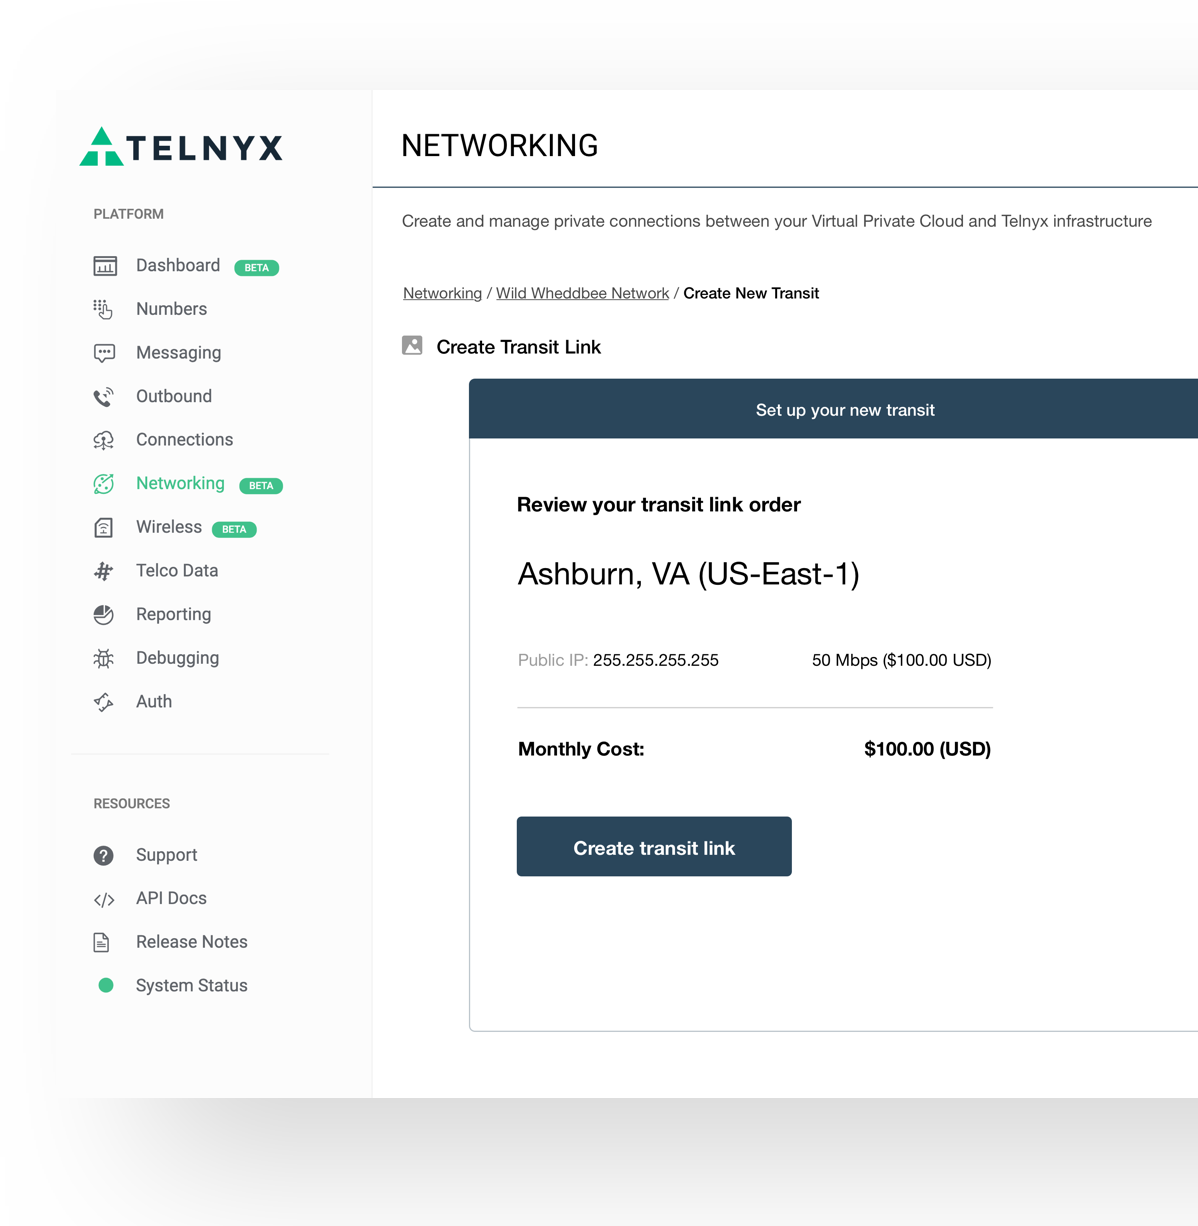 TELNYX
PLATFORM
Dashboard BETA
Numbers
Messaging
Outbound
Connections
Networking BETA
Wireless BETA
Telco Data
Reporting
Debugging
Auth
RESOURCES
Support
API Docs
Release Notes
System Status
NETWORKING
Create and manage private connections between your Virtual Private Cloud and Telnyx infrastructure
Networking / Wild Wheddbee Network / Create New Transit
Create Transit Link
Set up your new transit
Review your transit link order
Ashburn, VA (US-East-1)
Public IP: 255.255.255.255 50 Mbps ($100.00 USD)
Monthly Cost: $100.00 (USD)
Create transit link